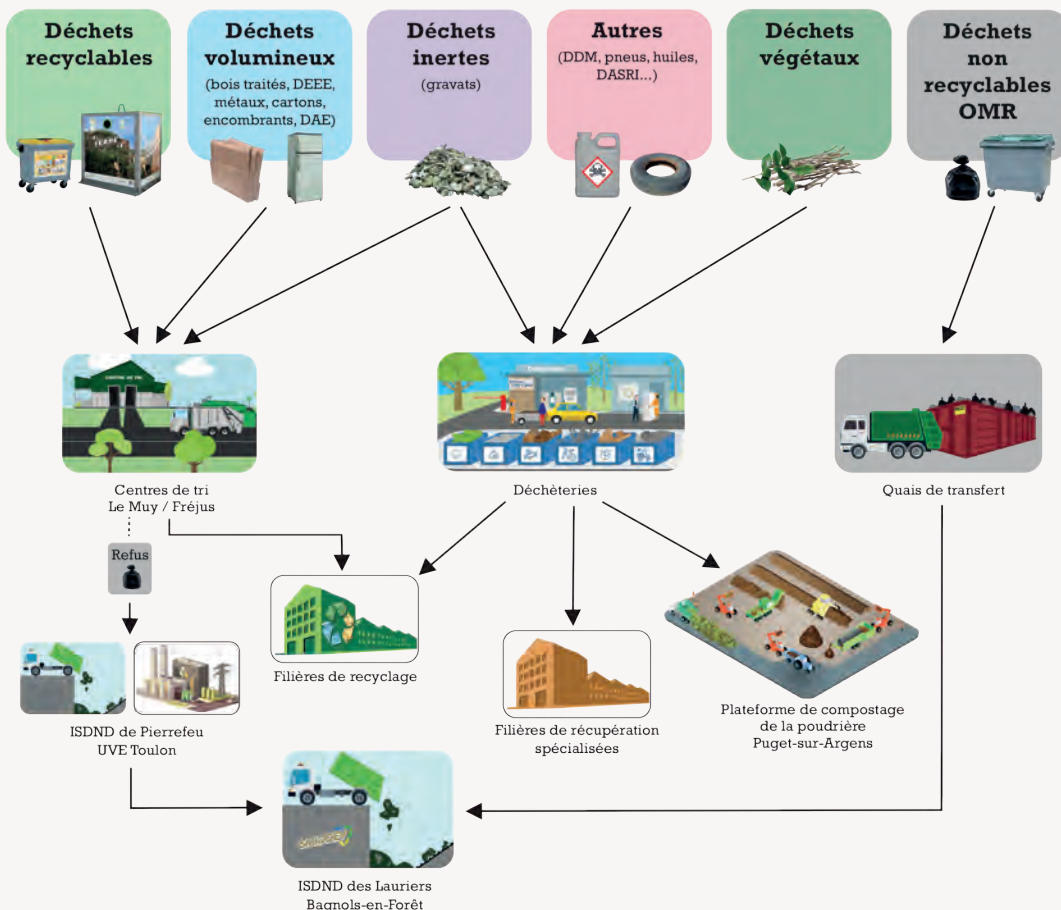 Déchets
recyclables
Déchets
volumineux
(bois traités, DEEE,
métaux, cartons,
encombrants, DAE)
Déchets
inertes
(gravats)
Autres
(DDM, pneus, huiles,
DASRI...)
Déchets
végétaux
Déchets
non
recyclables
OMR
CENTRE DE TRI
Centres de tri
Le Muy / Fréjus
Déchèteries
Quais de transfert
Refus
Filières de recyclage
ISDND de Pierrefeu
UVE Toulon
Filières de récupération
spécialisées
Plateforme de compostage
de la poudrière
Puget-sur-Argens
ISDND des Lauriers
Bagnols-en-Forêt